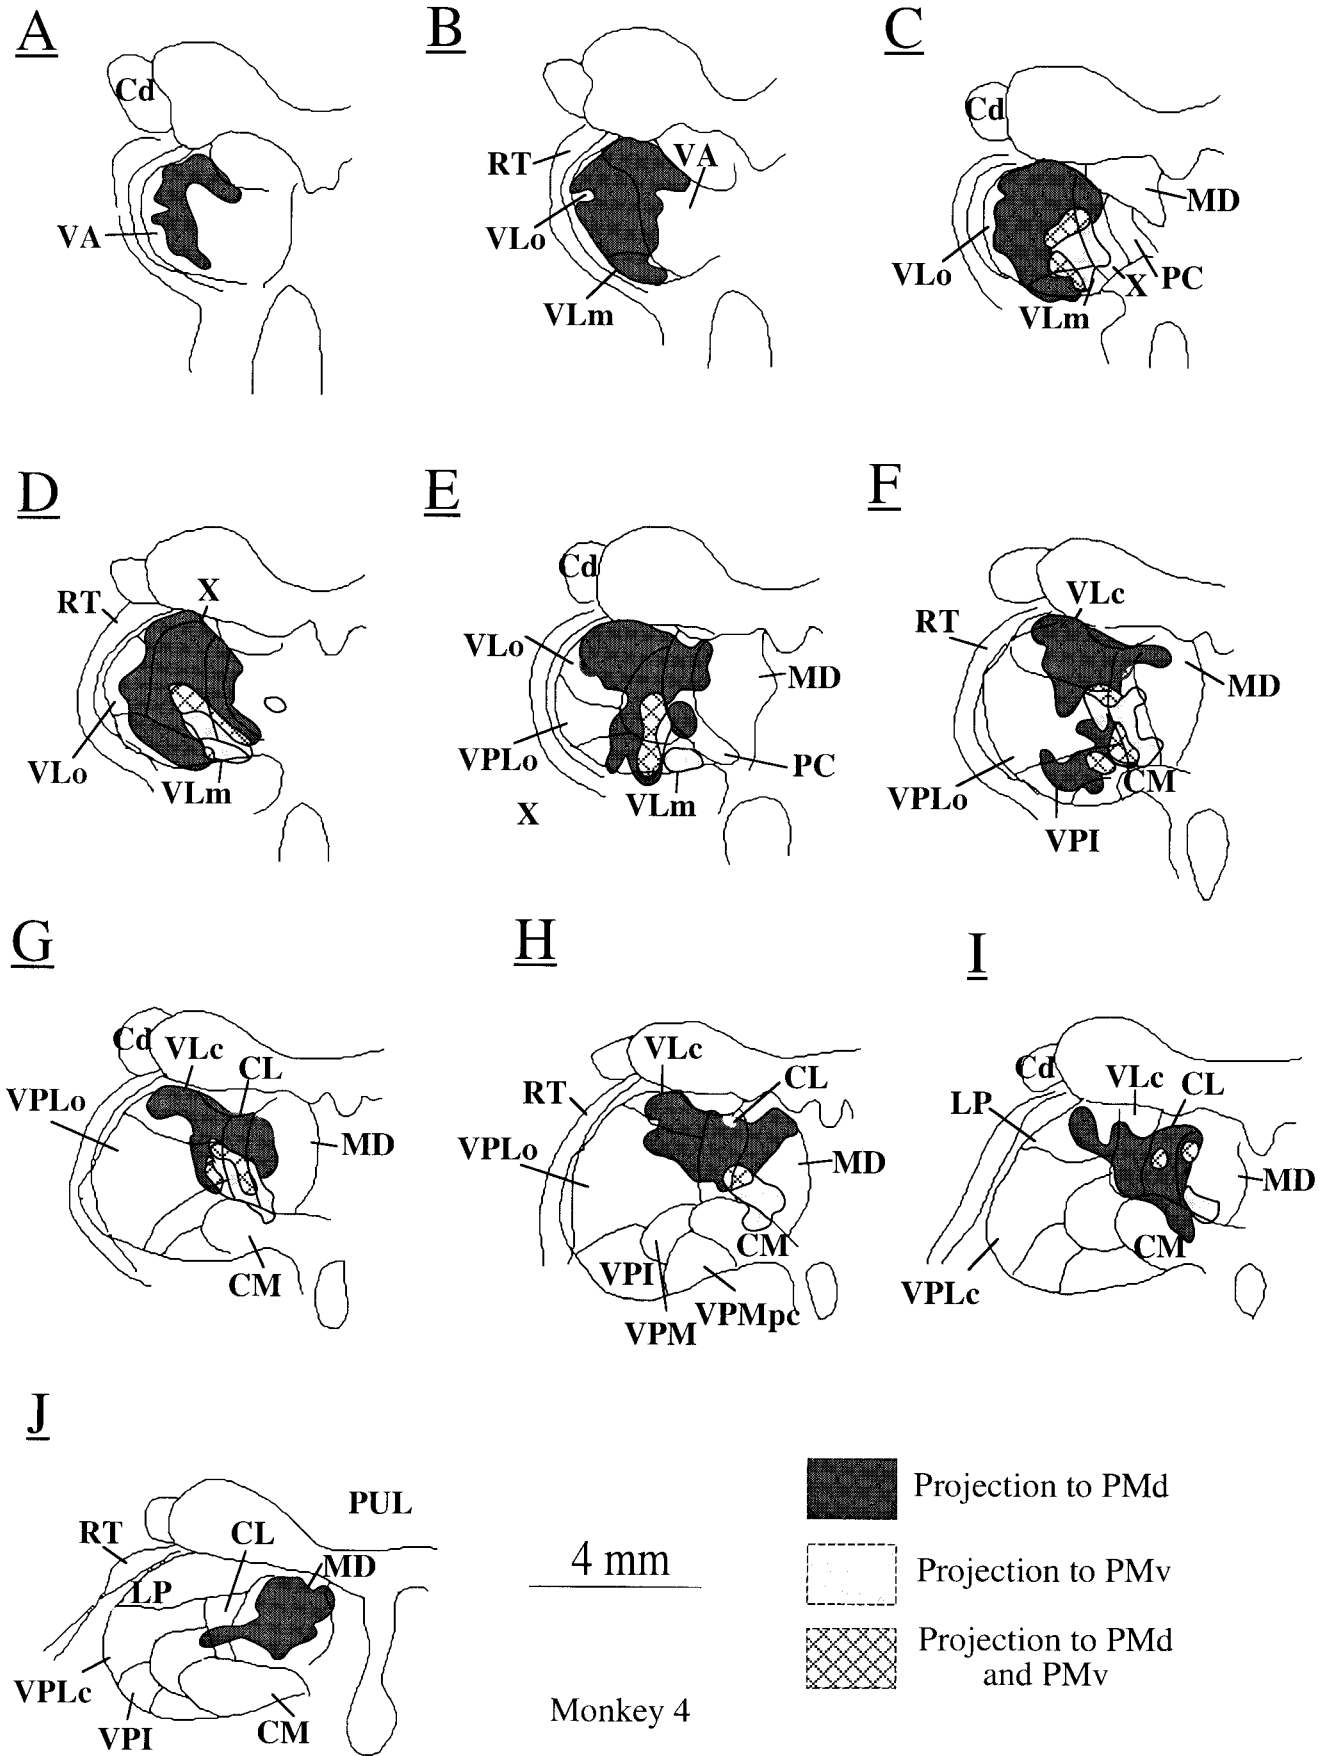 A
B
C
Cd
VA
RT
VA
VLo
VLm
Cd
MD
VLo
PC
X
VLm
D
E
F
RT
X
VLo
VLm
Cd
VLo
MD
VPLo
PC
VLm
X
VLc
RT
MD
VPLo
CM
VPI
G
H
I
Cd
VLc
CL
VPLo
MD
CM
VLc
CL
RT
VPLo
MD
CM
VPI
VPMpc
VPM
Cd
VLc
CL
LP
MD
CM
VPLc
J
PUL
RT
CL
MD
LP
VPLc
VPI
CM
4 mm
Monkey 4
Projection to PMd
Projection to PMv
Projection to PMd
and PMv